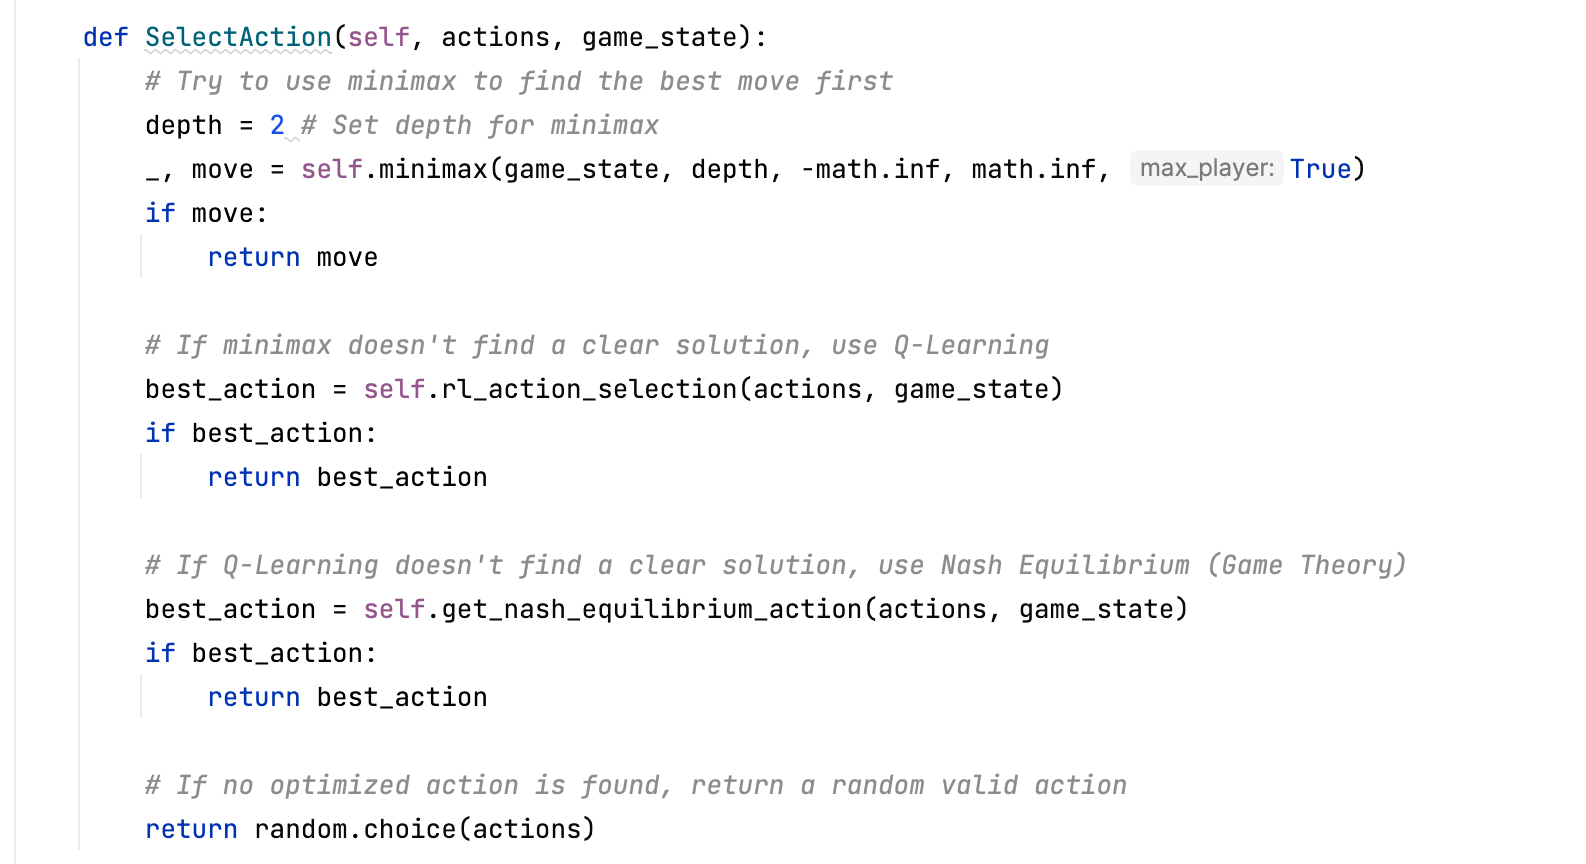 def SelectAction(self, actions, game_state):
    # Try to use minimax to find the best move first
    depth = 2 # Set depth for minimax
    _, move = self.minimax(game_state, depth, -math.inf, math.inf, max_player: True)
    if move:
        return move

    # If minimax doesn't find a clear solution, use Q-Learning
    best_action = self.rl_action_selection(actions, game_state)
    if best_action:
        return best_action

    # If Q-Learning doesn't find a clear solution, use Nash Equilibrium (Game Theory)
    best_action = self.get_nash_equilibrium_action(actions, game_state)
    if best_action:
        return best_action

    # If no optimized action is found, return a random valid action
    return random.choice(actions)